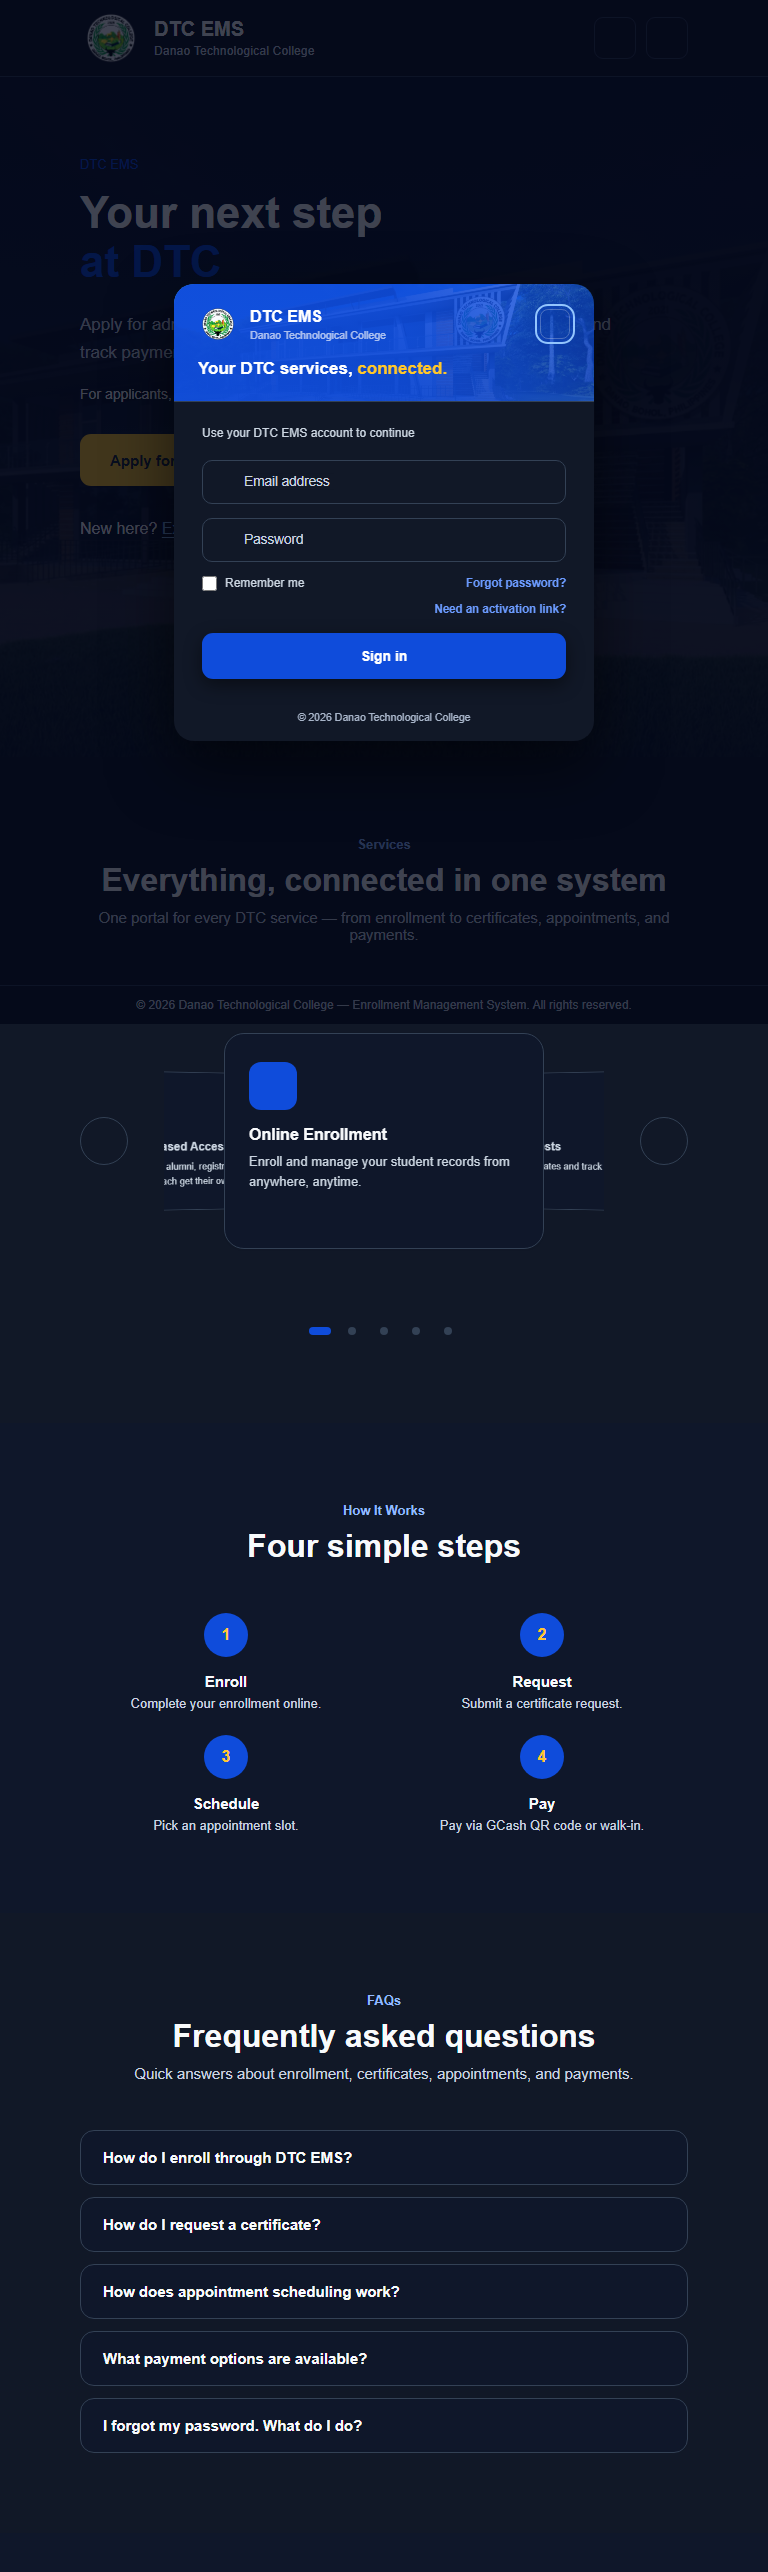 DTC EMS
Danao Technological College
DTC EMS
Your next step
at DTC
Apply for
nd
track
For applicants,
Apply for
New here?
DTC EMS
Danao Technological College
Your DTC services, connected.
Use your DTC EMS account to continue
Email address
Password
Remember me
Forgot password?
Need an activation link?
Sign in
© 2026 Danao Technological College
Services
Everything, connected in one system
One portal for every DTC service — from enrollment to certificates, appointments, and
payments.
© 2026 Danao Technological College — Enrollment Management System. All rights reserved.
Online Enrollment
Enroll and manage your student records from
anywhere, anytime.
alumni,
get their
and track
How It Works
Four simple steps
1
2
Enroll
Request
Complete your enrollment online.
Submit a certificate request.
3
4
Schedule
Pay
Pick an appointment slot.
Pay via GCash QR code or walk-in.
FAQs
Frequently asked questions
Quick answers about enrollment, certificates, appointments, and payments.
How do I enroll through DTC EMS?
How do I request a certificate?
How does appointment scheduling work?
What payment options are available?
I forgot my password. What do I do?